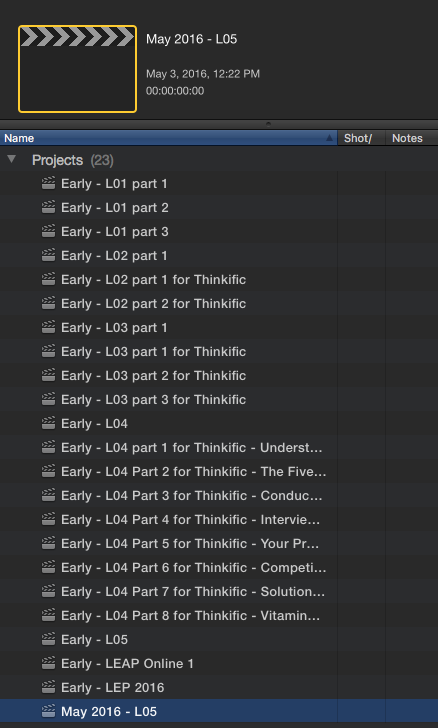 May 2016 - L05
May 3, 2016, 12:22 PM
00:00:00:00
Name Shot/ Notes
Projects (23)
Early - L01 part 1
Early - L01 part 2
Early - L01 part 3
Early - L02 part 1
Early - L02 part 1 for Thinkific
Early - L02 part 2 for Thinkific
Early - L03 part 1
Early - L03 part 1 for Thinkific
Early - L03 part 2 for Thinkific
Early - L03 part 3 for Thinkific
Early - L04
Early - L04 part 1 for Thinkific - Underst...
Early - L04 Part 2 for Thinkific - The Five...
Early - L04 Part 3 for Thinkific - Conduc...
Early - L04 Part 4 for Thinkific - Intervie...
Early - L04 Part 5 for Thinkific - Your Pr...
Early - L04 Part 6 for Thinkific - Competi...
Early - L04 Part 7 for Thinkific - Solution...
Early - L04 Part 8 for Thinkific - Vitamin...
Early - L05
Early - LEAP Online 1
Early - LEP 2016
May 2016 - L05